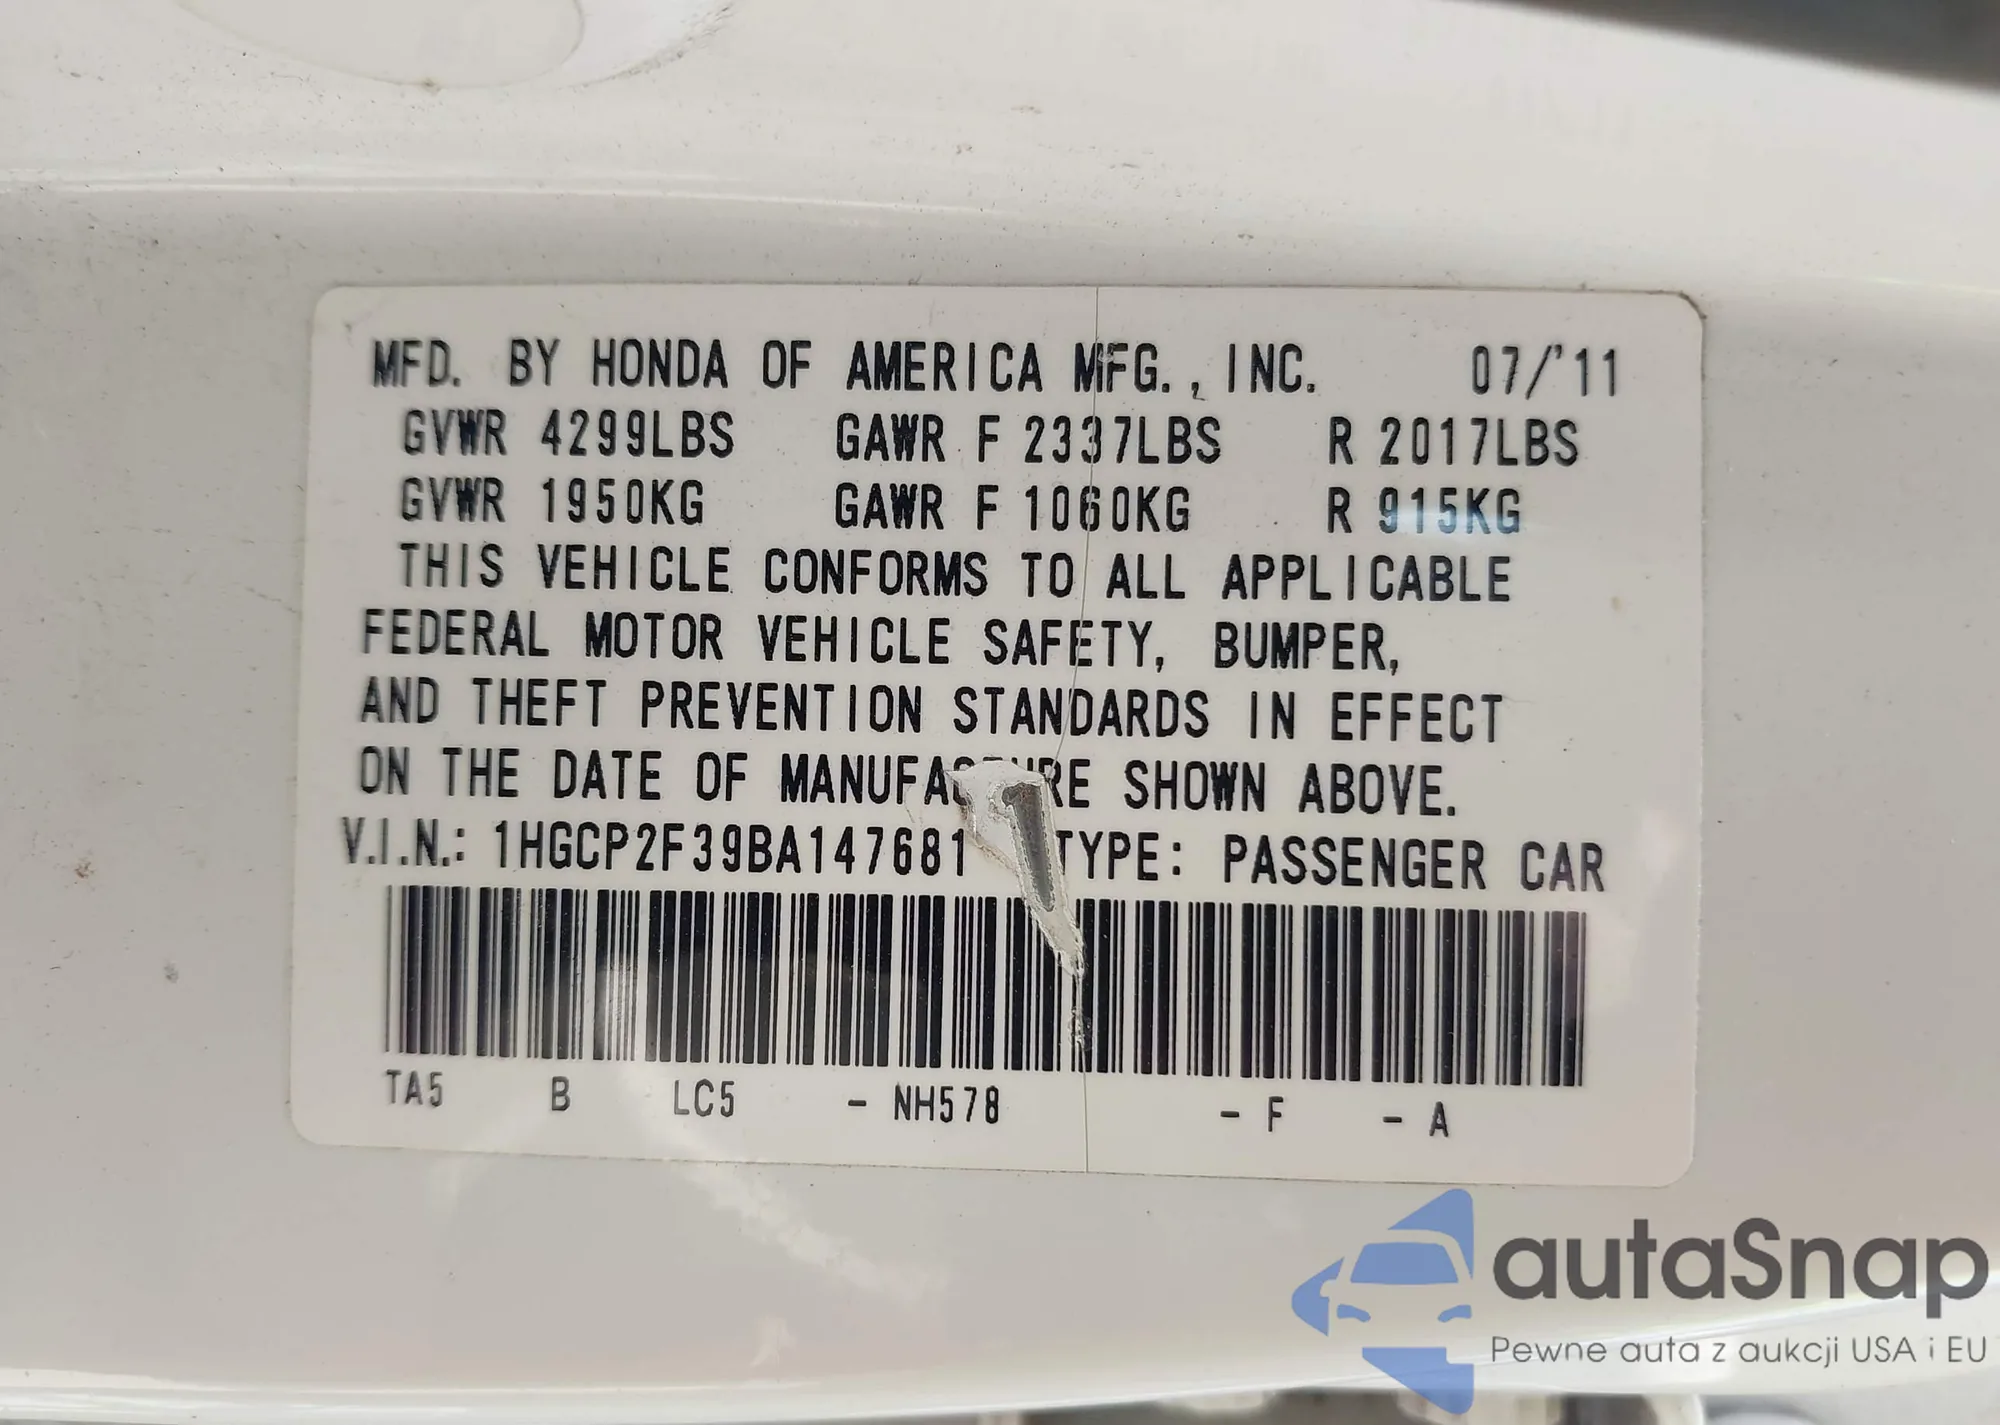 MFD. BY HONDA OF AMERICA MFG., INC. 07/'11
GVWR 4299LBS GAWR F 2337LBS R 2017LBS
GVWR 1950KG GAWR F 1060KG R 915KG
THIS VEHICLE CONFORMS TO ALL APPLICABLE
FEDERAL MOTOR VEHICLE SAFETY, BUMPER,
AND THEFT PREVENTION STANDARDS IN EFFECT
ON THE DATE OF MANUFACTURE SHOWN ABOVE.
V.I.N.: 1HGCP2F39BA147681 TYPE: PASSENGER CAR
TA5 B LC5 - NH578 - F - A
autaSnap
Pewne auta z aukcji USA i EU